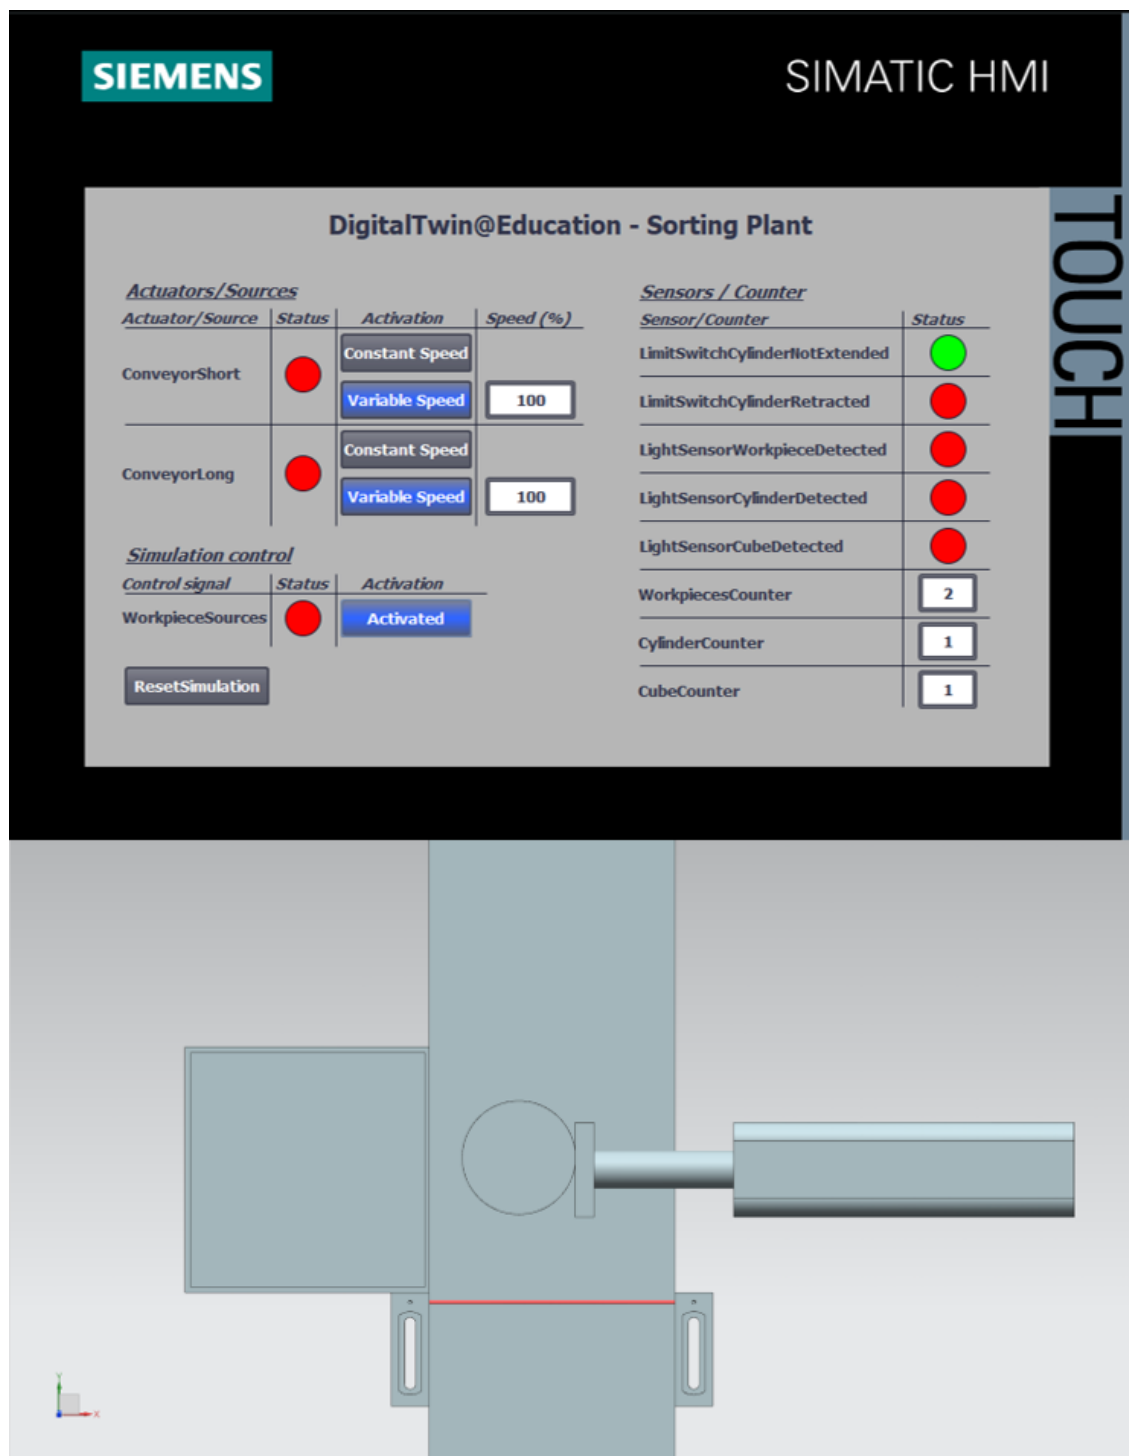 SIEMENS
SIMATIC HMI
TOUCH
DigitalTwin@Education - Sorting Plant
Actuators/Sources
Actuator/Source Status Activation Speed (%)
ConveyorShort
Constant Speed
Variable Speed 100
ConveyorLong
Constant Speed
Variable Speed 100
Simulation control
Control signal Status Activation
WorkpieceSources Activated
ResetSimulation
Sensors / Counter
Sensor/Counter Status
LimitSwitchCylinderNotExtended
LimitSwitchCylinderRetracted
LightSensorWorkpieceDetected
LightSensorCylinderDetected
LightSensorCubeDetected
WorkpiecesCounter 2
CylinderCounter 1
CubeCounter 1
Y
X